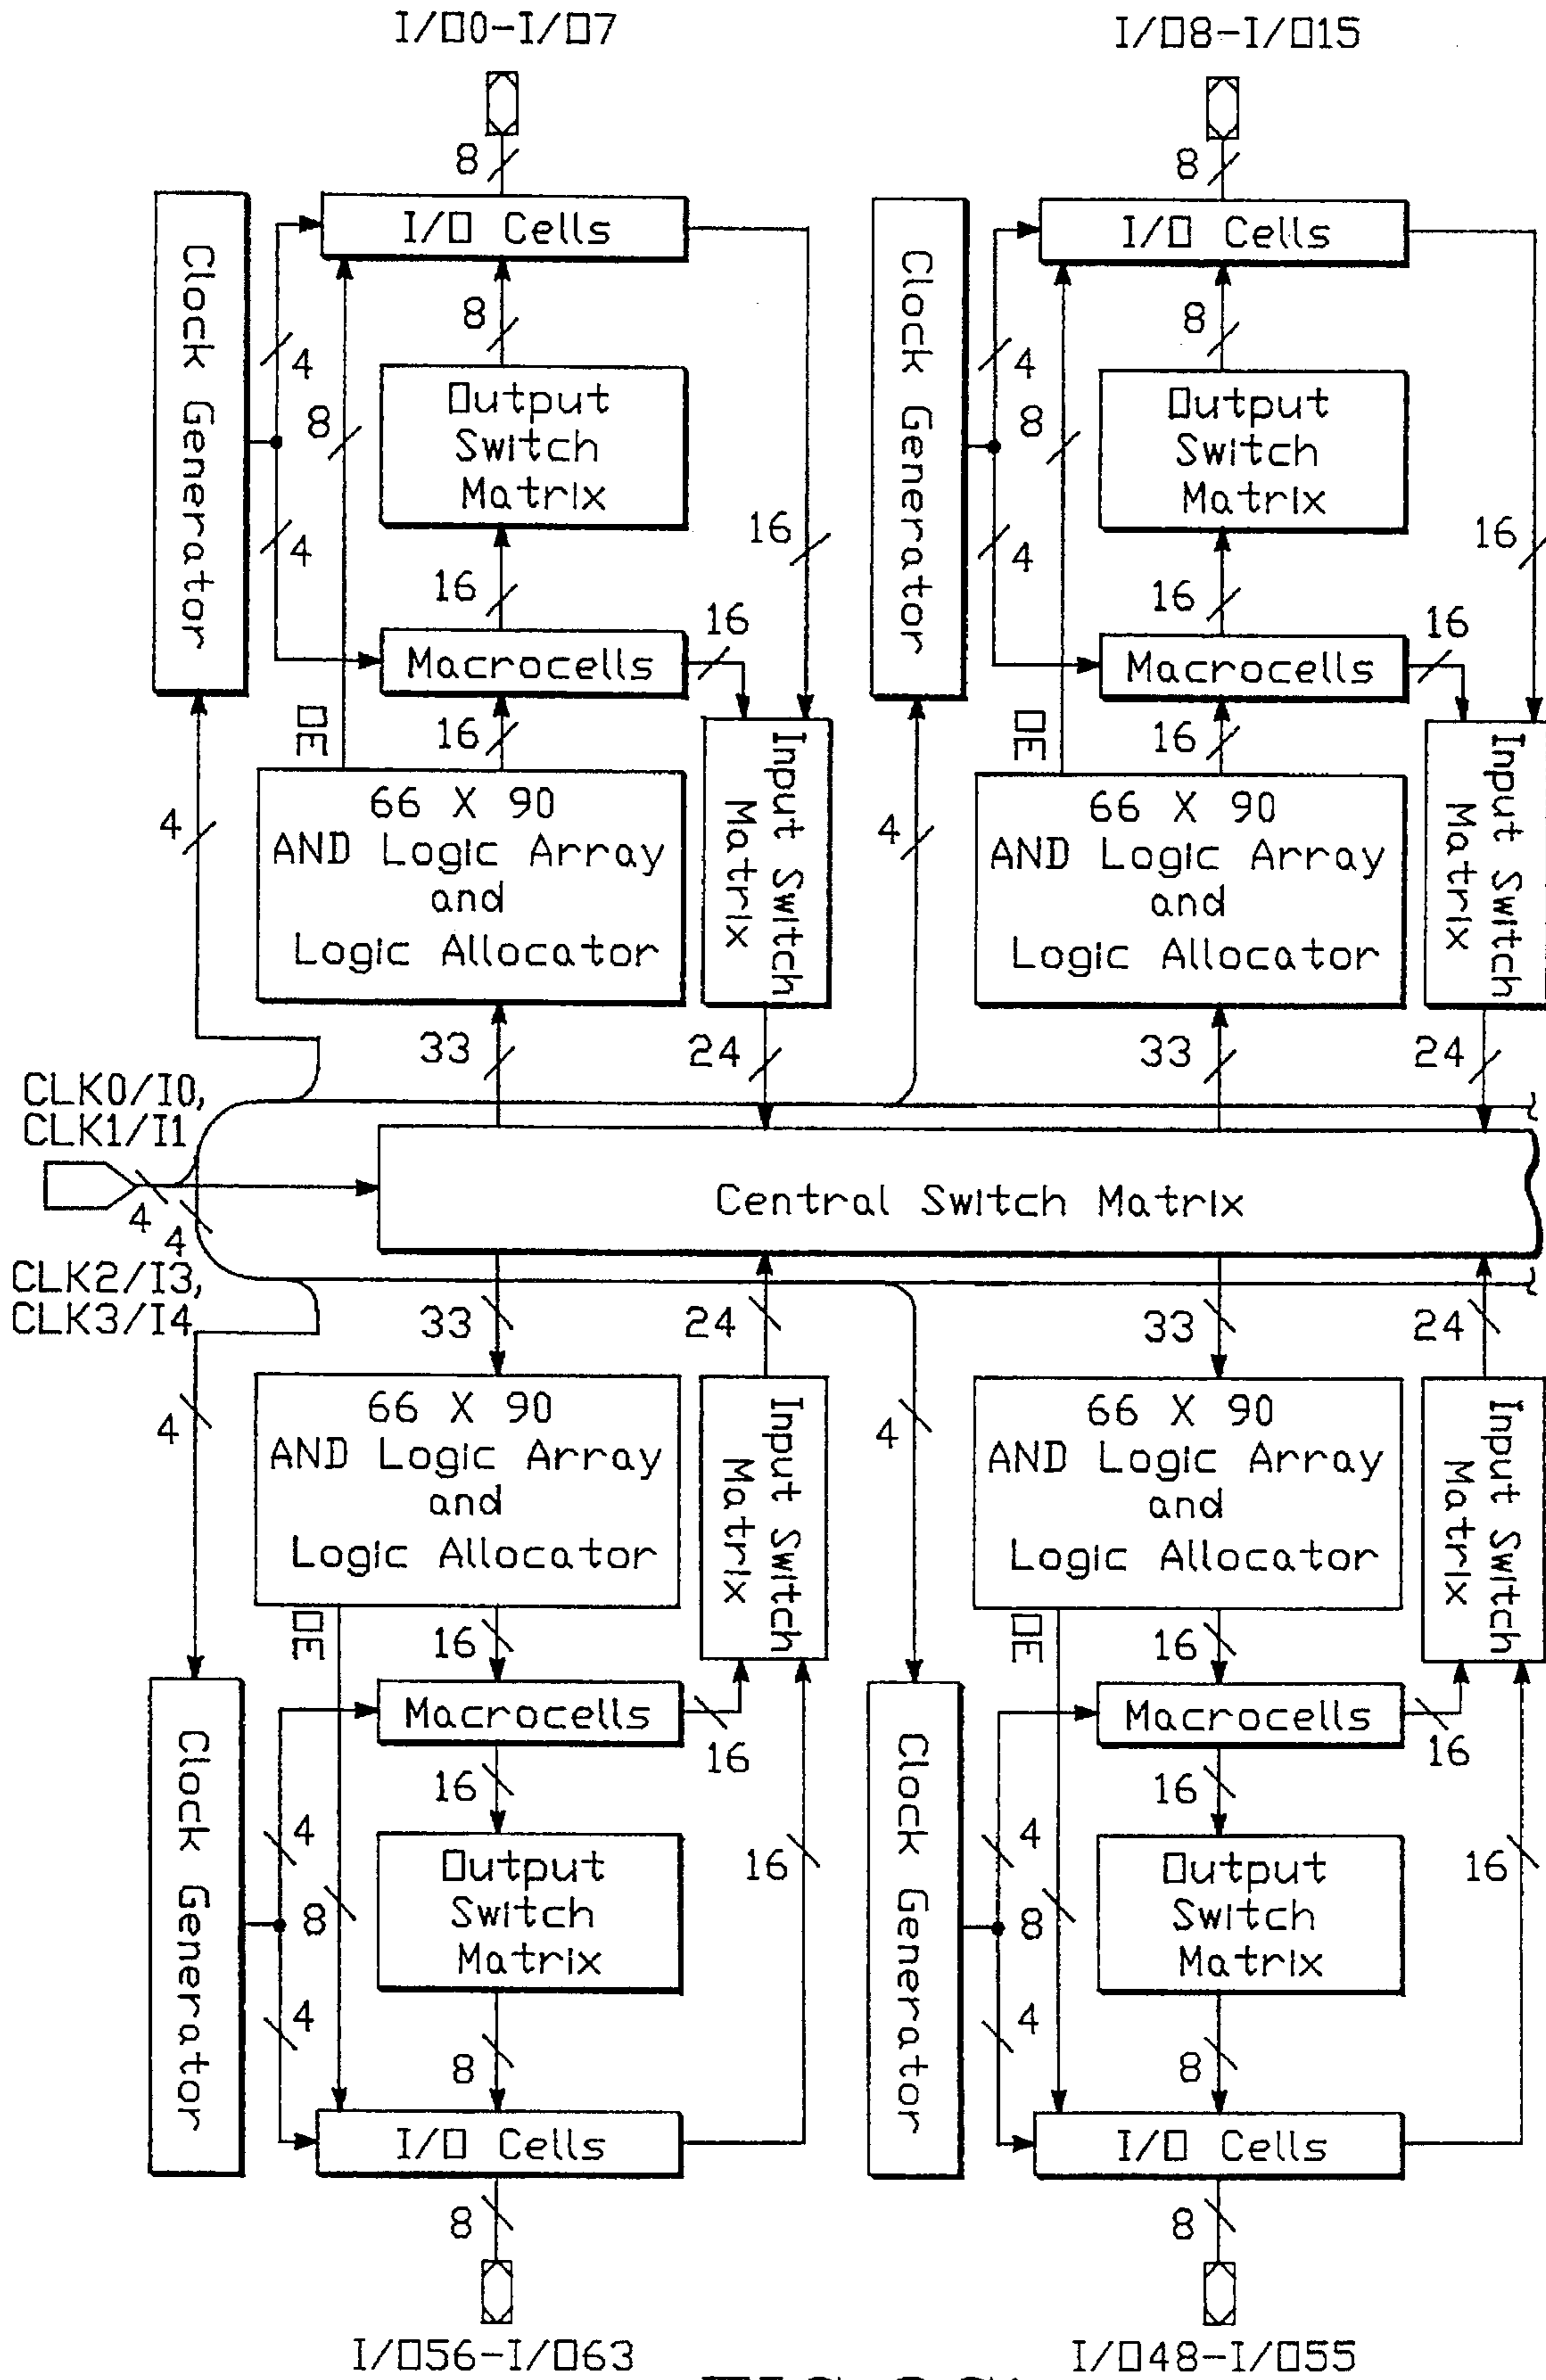 I/O0-I/O7
I/O8-I/O15
8
8
I/O Cells
I/O Cells
Clock Generator
Clock Generator
8
8
4
4
8
8
Output
Switch
Matrix
Output
Switch
Matrix
4
4
16
16
16
16
16
16
Macrocells
Macrocells
OE
OE
16
16
Input Switch
Matrix
Input Switch
Matrix
4
4
66 X 90
AND Logic Array
and
Logic Allocator
66 X 90
AND Logic Array
and
Logic Allocator
33
24
33
24
CLK0/I0,
CLK1/I1
4
4
Central Switch Matrix
CLK2/I3,
CLK3/I4
33
24
33
24
4
4
66 X 90
AND Logic Array
and
Logic Allocator
66 X 90
AND Logic Array
and
Logic Allocator
Input Switch
Matrix
Input Switch
Matrix
OE
OE
16
16
Macrocells
Macrocells
16
16
16
16
Clock Generator
Clock Generator
4
4
16
16
8
8
Output
Switch
Matrix
Output
Switch
Matrix
4
4
8
8
I/O Cells
I/O Cells
8
8
I/O56-I/O63
I/O48-I/O55